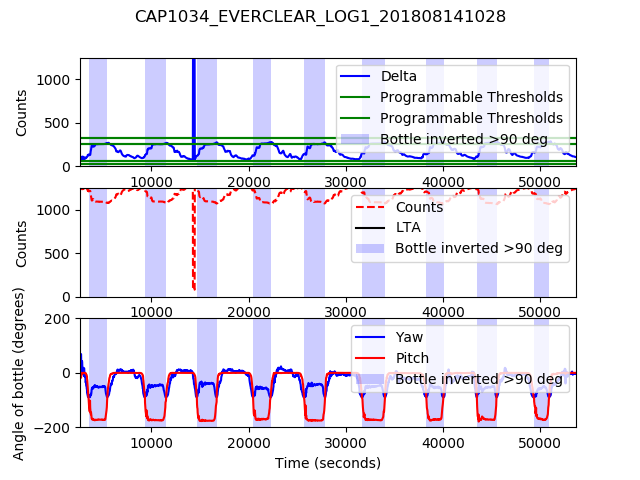 CAP1034_EVERCLEAR_LOG1_201808141028
Counts
1000
500
0
Delta
Programmable Thresholds
Programmable Thresholds
Bottle inverted >90 deg
10000 20000 30000 40000 50000
Counts
1000
500
0
Counts
LTA
Bottle inverted >90 deg
10000 20000 30000 40000 50000
Angle of bottle (degrees)
200
0
−200
Yaw
Pitch
Bottle inverted >90 deg
10000 20000 30000 40000 50000
Time (seconds)